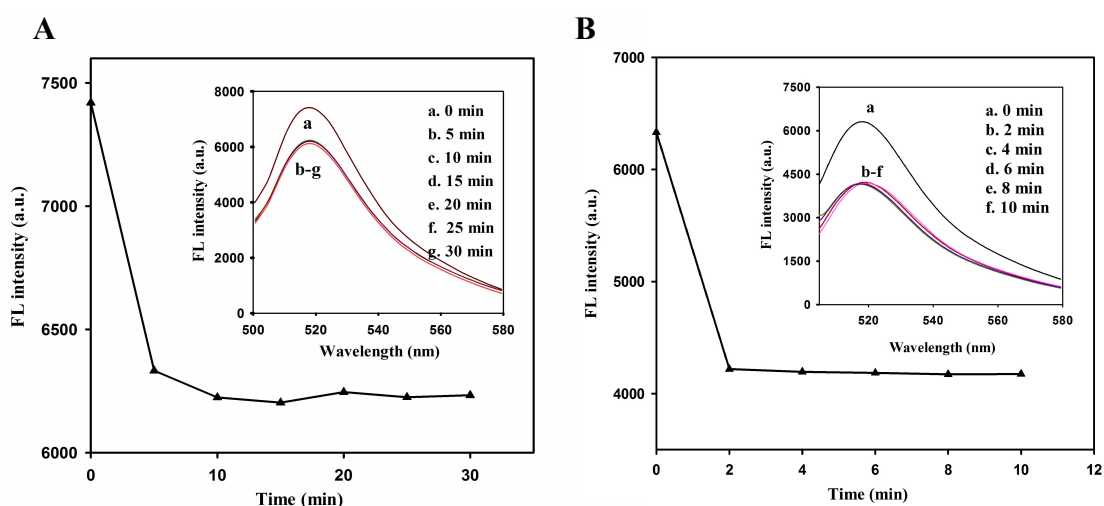 A
FL intensity (a.u.)
7500
7000
6500
6000
0
10
20
30
Time (min)
FL intensity (a.u.)
8000
6000
4000
2000
0
500
520
540
560
580
Wavelength (nm)
a
b-g
a. 0 min
b. 5 min
c. 10 min
d. 15 min
e. 20 min
f. 25 min
g. 30 min
B
FL intensity (a.u.)
7000
6000
5000
4000
0
2
4
6
8
10
12
Time (min)
FL intensity (a.u.)
7500
6000
4500
3000
1500
0
520
540
560
580
Wavelength (nm)
a
b-f
a. 0 min
b. 2 min
c. 4 min
d. 6 min
e. 8 min
f. 10 min